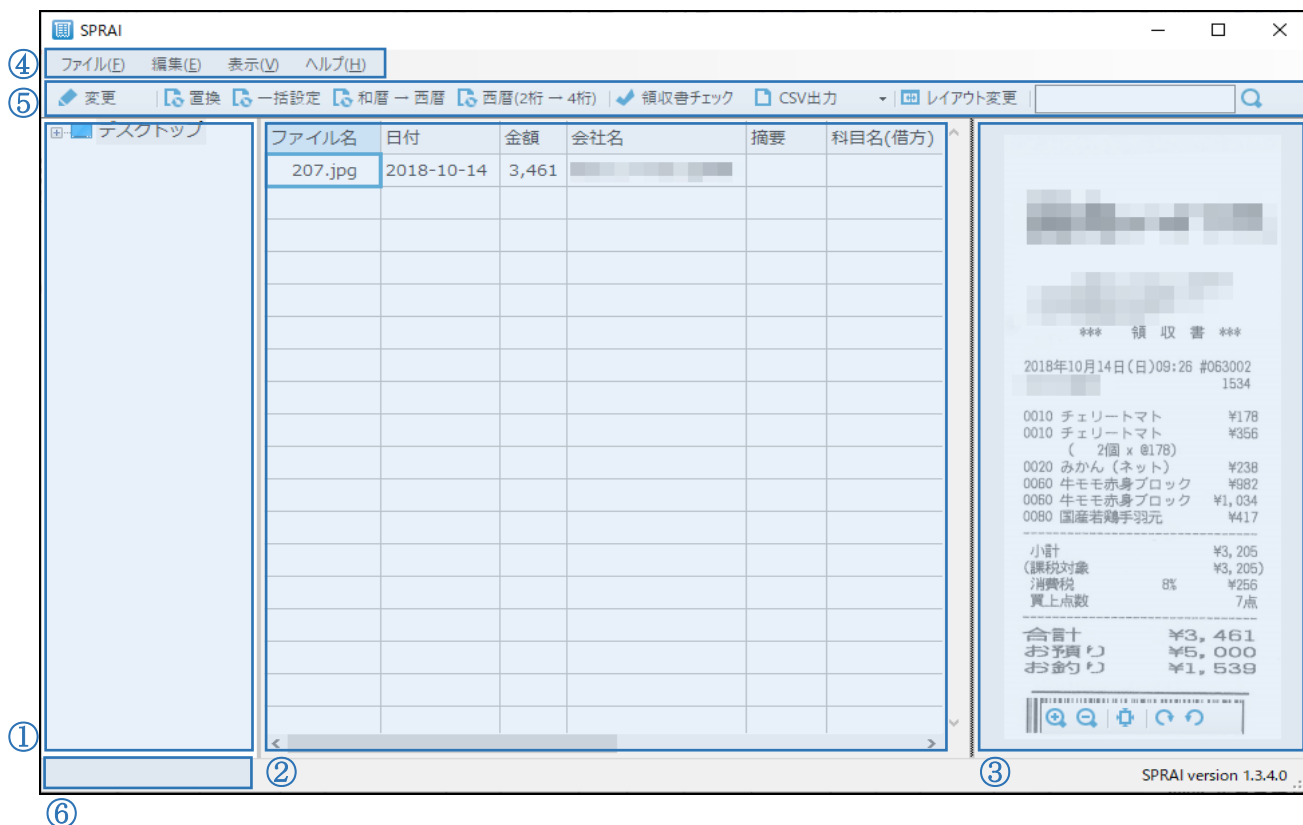 SPRAI
④ ファイル(F) 編集(E) 表示(V) ヘルプ(H)
⑤ 変更 置換 一括設定 和暦 → 西暦 西暦(2桁 → 4桁) 領収書チェック CSV出力 レイアウト変更
デスクトップ
ファイル名 日付 金額 会社名 摘要 科目名(借方)
207.jpg 2018-10-14 3,461
*** 領 収 書 ***
2018年10月14日(日)09:26 #063002
1534
0010 チェリートマト ¥178
0010 チェリートマト ¥356
( 2個 x @178)
0020 みかん (ネット) ¥238
0060 牛モモ赤身ブロック ¥982
0060 牛モモ赤身ブロック ¥1,034
0080 国産若鶏手羽元 ¥417
小計 ¥3,205
(課税対象 ¥3,205)
消費税 8% ¥256
買上点数 7点
合計 ¥3,461
お預り ¥5,000
お釣り ¥1,539
①
② ③ SPRAI version 1.3.4.0
⑥